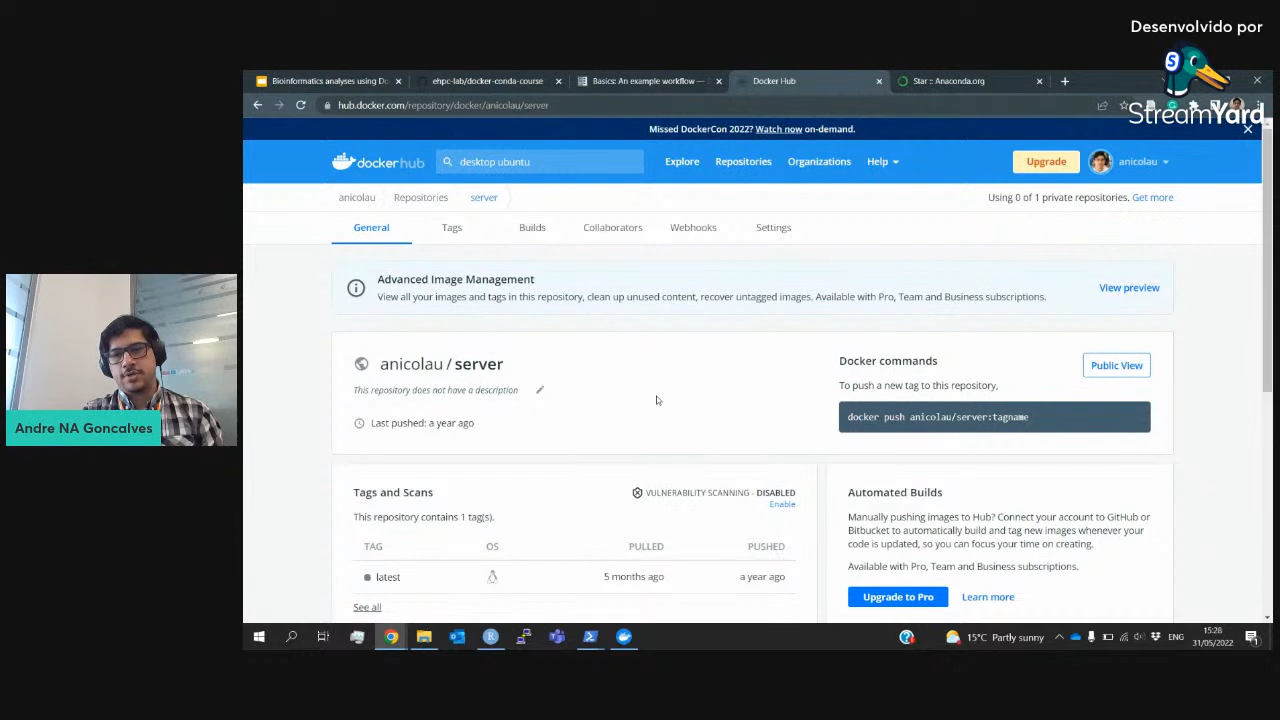 Desenvolvido por
StreamYard
Bioinformatics analyses using Do
ehpc-lab/docker-conda-course
Basics: An example workflow —
Docker Hub
Star :: Anaconda.org
hub.docker.com/repository/docker/anicolau/server
Missed DockerCon 2022? Watch now on-demand.
dockerhub
desktop ubuntu
Explore
Repositories
Organizations
Help
Upgrade
anicolau
anicolau
Repositories
server
Using 0 of 1 private repositories. Get more
General
Tags
Builds
Collaborators
Webhooks
Settings
Advanced Image Management
View all your images and tags in this repository, clean up unused content, recover untagged images. Available with Pro, Team and Business subscriptions.
View preview
anicolau / server
This repository does not have a description
Last pushed: a year ago
Docker commands
Public View
To push a new tag to this repository,
docker push anicolau/server:tagname
Tags and Scans
VULNERABILITY SCANNING - DISABLED
Enable
This repository contains 1 tag(s).
TAG
OS
PULLED
PUSHED
latest
5 months ago
a year ago
See all
Automated Builds
Manually pushing images to Hub? Connect your account to GitHub or
Bitbucket to automatically build and tag new images whenever your
code is updated, so you can focus your time on creating.
Available with Pro, Team and Business subscriptions.
Upgrade to Pro
Learn more
Andre NA Goncalves
15°C Partly sunny
ENG
15:28
31/05/2022